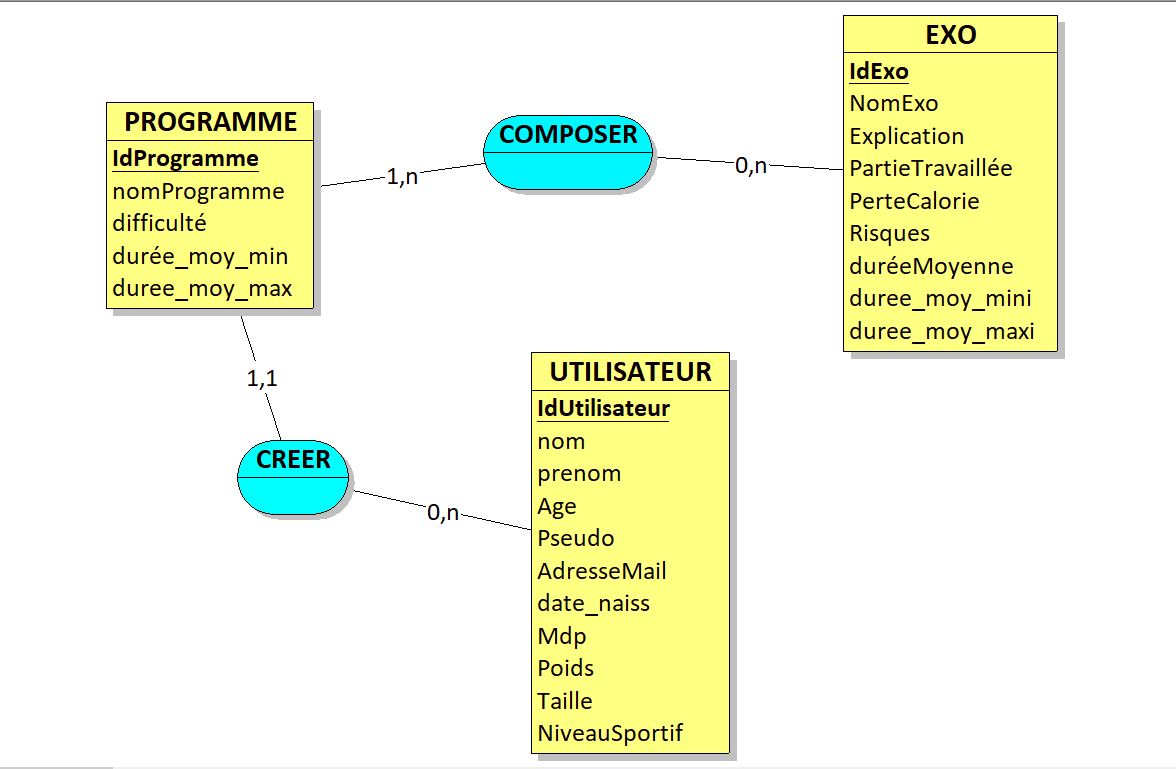 PROGRAMME
IdProgramme
nomProgramme
difficulté
durée_moy_min
duree_moy_max
1,n
COMPOSER
0,n
EXO
IdExo
NomExo
Explication
PartieTravaillée
PerteCalorie
Risques
duréeMoyenne
duree_moy_mini
duree_moy_maxi
1,1
CREER
0,n
UTILISATEUR
IdUtilisateur
nom
prenom
Age
Pseudo
AdresseMail
date_naiss
Mdp
Poids
Taille
NiveauSportif